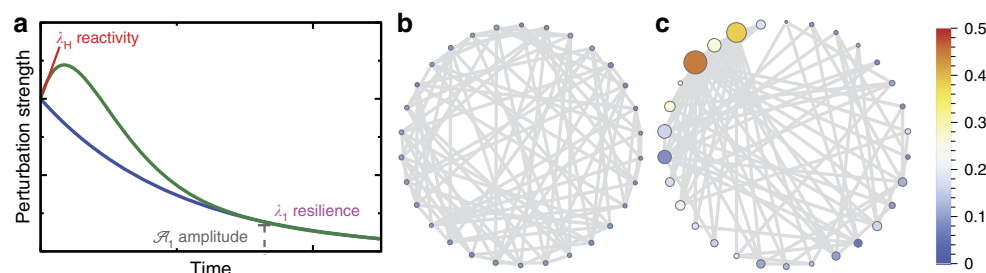 a
b
c
λH reactivity
Perturbation strength
λ1 resilience
𝒜1 amplitude
Time
0.5
0.4
0.3
0.2
0.1
0